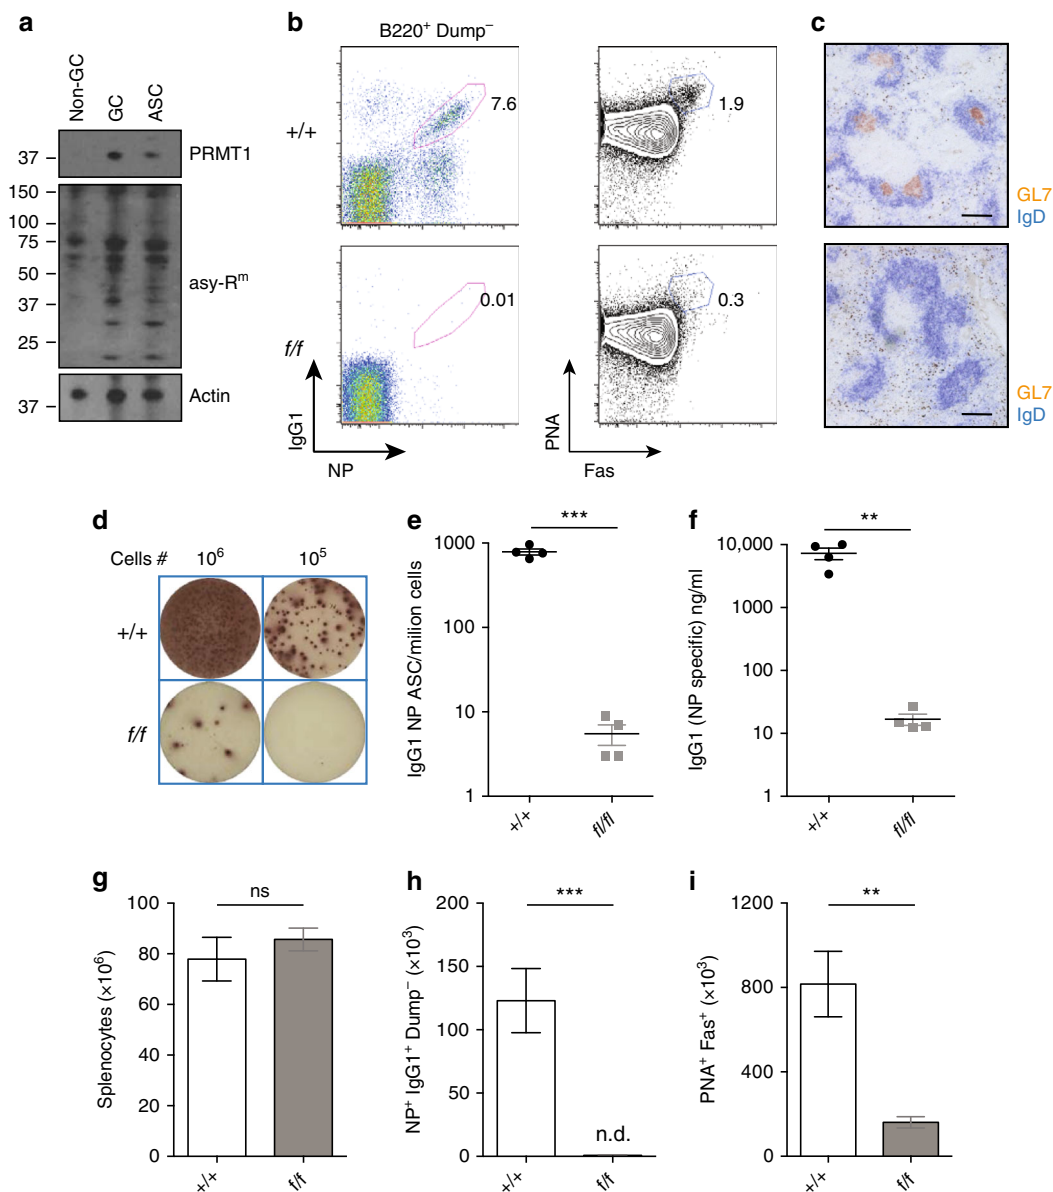 a
Non-GC
GC
ASC
37
PRMT1
150
100
75
50
37
25
asy-Rᵐ
37
Actin
b
B220⁺ Dump⁻
+/+
7.6
1.9
f/f
0.01
0.3
IgG1
NP
PNA
Fas
c
GL7
IgD
GL7
IgD
d
Cells #
10⁶
10⁵
+/+
f/f
e
***
IgG1 NP ASC/milion cells
1000
100
10
1
+/+
fl/fl
f
**
IgG1 (NP specific) ng/ml
10,000
1000
100
10
1
+/+
fl/fl
g
ns
Splenocytes (×10⁶)
100
80
60
40
20
0
+/+
f/f
h
***
NP⁺ IgG1⁺ Dump⁻ (×10³)
200
150
100
50
0
n.d.
+/+
f/f
i
**
PNA⁺ Fas⁺ (×10³)
1200
800
400
0
+/+
f/f